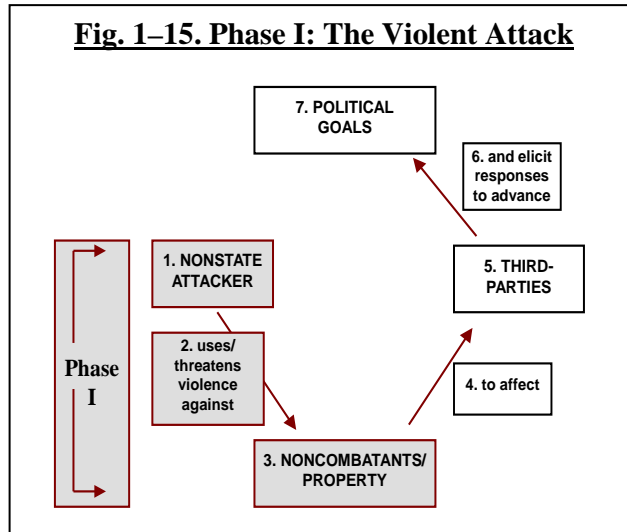 Fig. 1–15. Phase I: The Violent Attack
7. POLITICAL
GOALS
6. and elicit
responses
to advance
1. NONSTATE
ATTACKER
5. THIRD-
PARTIES
2. uses/
threatens
violence
against
Phase
I
4. to affect
3. NONCOMBATANTS/
PROPERTY